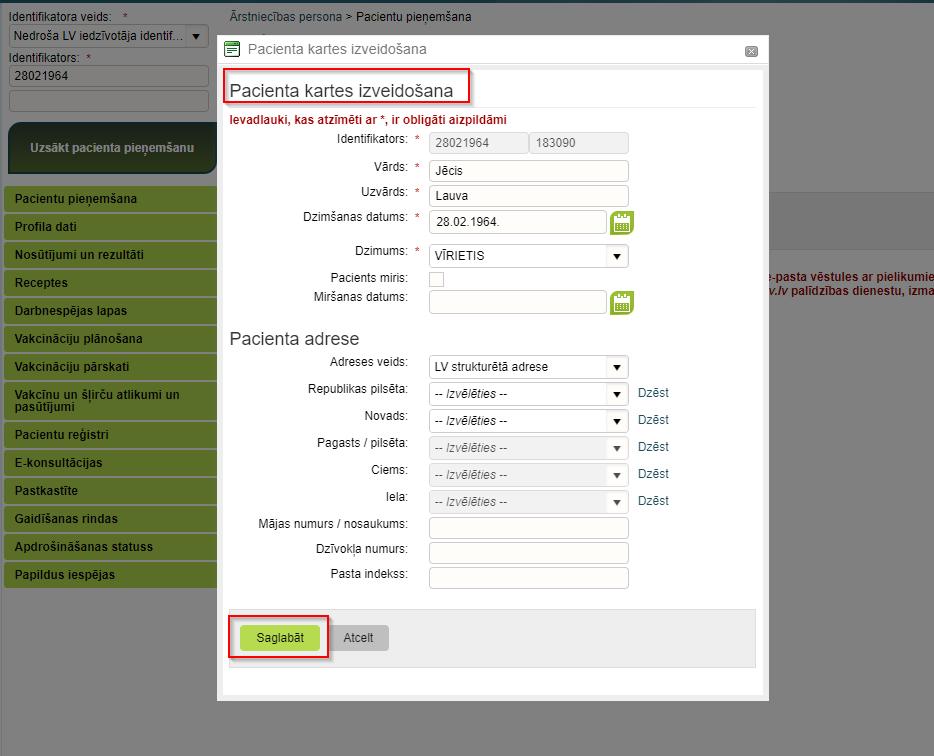 Identifikatora veids: *
Nedroša LV iedzīvotāja identif...
Identifikators: *
28021964
Uzsākt pacienta pieņemšanu
Pacientu pieņemšana
Profila dati
Nosūtījumi un rezultāti
Receptes
Darbnespējas lapas
Vakcināciju plānošana
Vakcināciju pārskati
Vakcīnu un šļirču atlikumi un
pasūtījumi
Pacientu reģistri
E-konsultācijas
Pastkastīte
Gaidīšanas rindas
Apdrošināšanas statuss
Papildus iespējas
Ārstniecības persona > Pacientu pieņemšana
Pacienta kartes izveidošana
Pacienta kartes izveidošana
Ievadlauki, kas atzīmēti ar *, ir obligāti aizpildāmi
Identifikators: * 28021964 183090
Vārds: * Jēcis
Uzvārds: * Lauva
Dzimšanas datums: * 28.02.1964.
Dzimums: * VĪRIETIS
Pacients miris:
Miršanas datums:
Pacienta adrese
Adreses veids: LV strukturētā adrese
Republikas pilsēta: -- Izvēlēties -- Dzēst
Novads: -- Izvēlēties -- Dzēst
Pagasts / pilsēta: -- Izvēlēties -- Dzēst
Ciems: -- Izvēlēties -- Dzēst
Iela: -- Izvēlēties -- Dzēst
Mājas numurs / nosaukums:
Dzīvokļa numurs:
Pasta indekss:
Saglabāt Atcelt
e-pasta vēstules ar pielikumie
v.lv palīdzības dienestu, izma